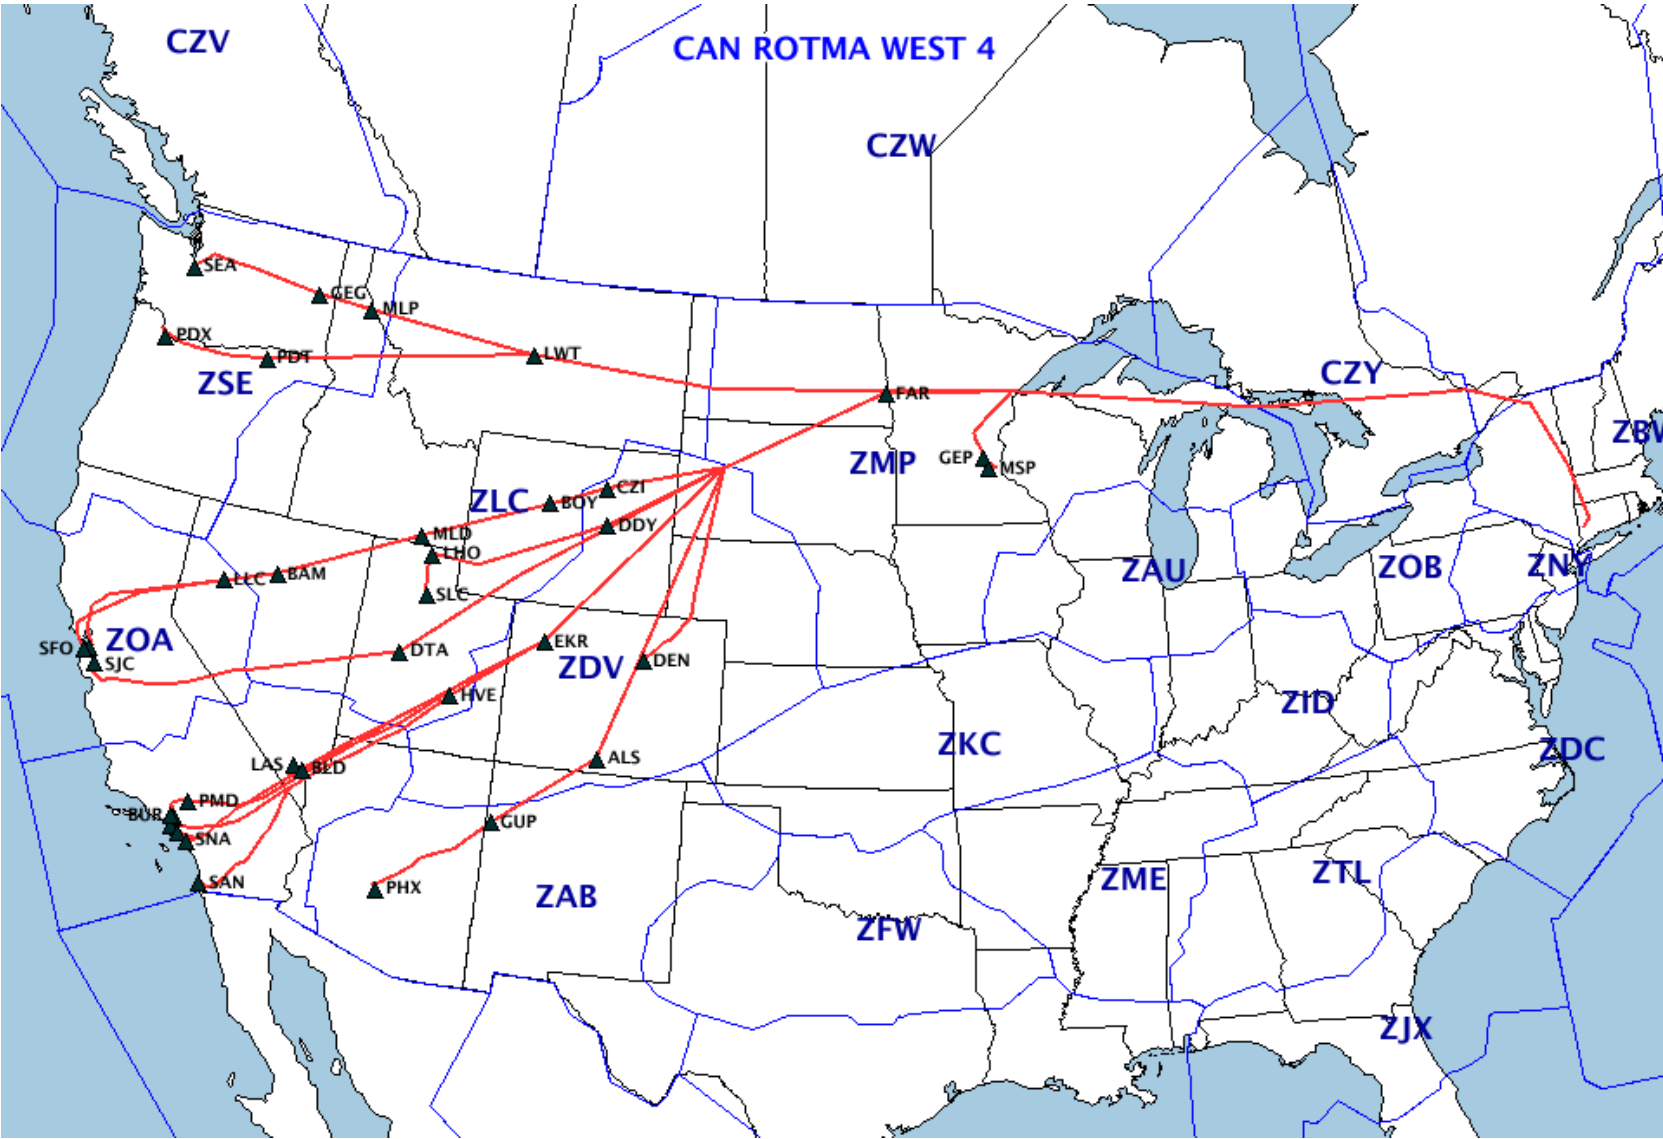 CZV
CAN ROTMA WEST 4
CZW
SEA
GEG
MLP
PDX
PDT
LWT
CZY
ZSE
FAR
ZBW
GEP
MSP
ZMP
ZLC
CZI
BOY
DDY
MLD
LHO
LLC
BAM
SLC
ZAU
ZOB
ZNY
SFO
ZOA
SJC
DTA
EKR
ZDV
DEN
HVE
ZID
ZKC
ZDC
LAS
BLD
ALS
PMD
BUR
GUP
SNA
SAN
PHX
ZAB
ZME
ZTL
ZFW
ZJX